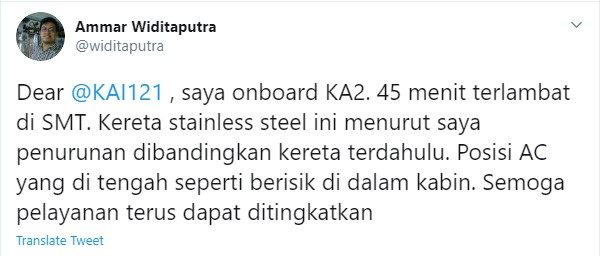 Ammar Widitaputra
@widitaputra
Dear @KAI121 , saya onboard KA2. 45 menit terlambat
di SMT. Kereta stainless steel ini menurut saya
penurunan dibandingkan kereta terdahulu. Posisi AC
yang di tengah seperti berisik di dalam kabin. Semoga
pelayanan terus dapat ditingkatkan
Translate Tweet